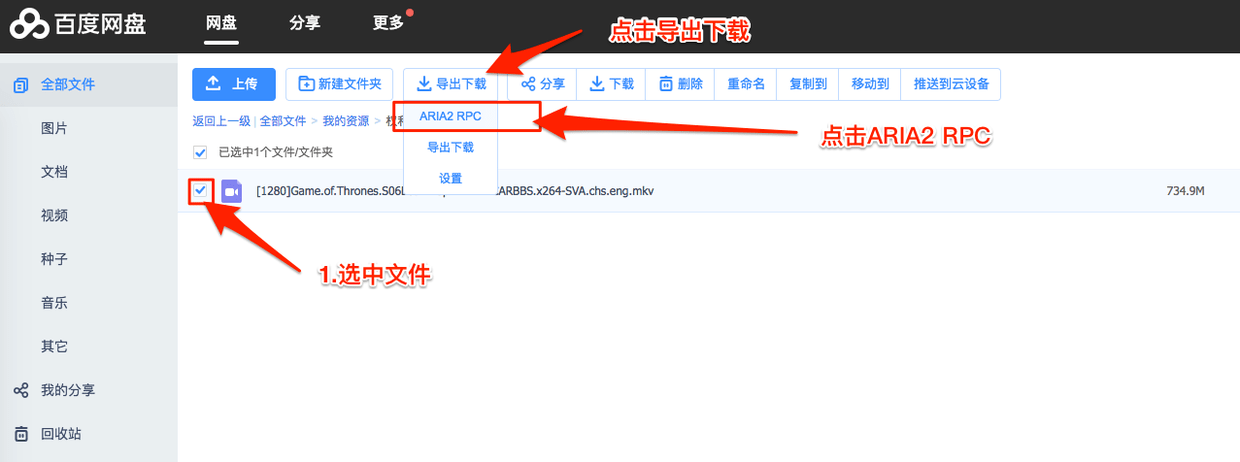 百度网盘
网盘
分享
更多
点击导出下载
全部文件
上传
新建文件夹
导出下载
分享
下载
删除
重命名
复制到
移动到
推送到云设备
返回上一级 | 全部文件 > 我的资源 >
ARIA2 RPC
点击ARIA2 RPC
图片
导出下载
已选中1个文件/文件夹
文档
设置
[1280]Game.of.Thrones.S06 ARBBS.x264-SVA.chs.eng.mkv
734.9M
视频
种子
1.选中文件
音乐
其它
我的分享
回收站